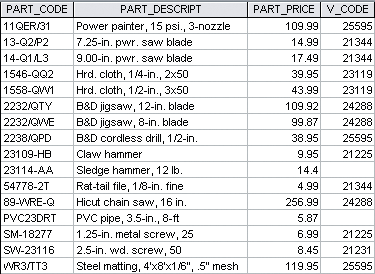 PART_CODE PART_DESCRIPT PART_PRICE V_CODE
11QER/31 Power painter, 15 psi., 3-nozzle 109.99 25595
13-Q2/P2 7.25-in. pwr. saw blade 14.99 21344
14-Q1/L3 9.00-in. pwr. saw blade 17.49 21344
1546-QQ2 Hrd. cloth, 1/4-in., 2x50 39.95 23119
1558-QW1 Hrd. cloth, 1/2-in., 3x50 43.99 23119
2232/QTY B&D jigsaw, 12-in. blade 109.92 24288
2232/QWE B&D jigsaw, 8-in. blade 99.87 24288
2238/QPD B&D cordless drill, 1/2-in. 38.95 25595
23109-HB Claw hammer 9.95 21225
23114-AA Sledge hammer, 12 lb. 14.4
54778-2T Rat-tail file, 1/8-in. fine 4.99 21344
89-WRE-Q Hicut chain saw, 16 in. 256.99 24288
PVC23DRT PVC pipe, 3.5-in., 8-ft 5.87
SM-18277 1.25-in. metal screw, 25 6.99 21225
SW-23116 2.5-in. wd. screw, 50 8.45 21231
WR3/TT3 Steel matting, 4'x8'x1/6", .5" mesh 119.95 25595